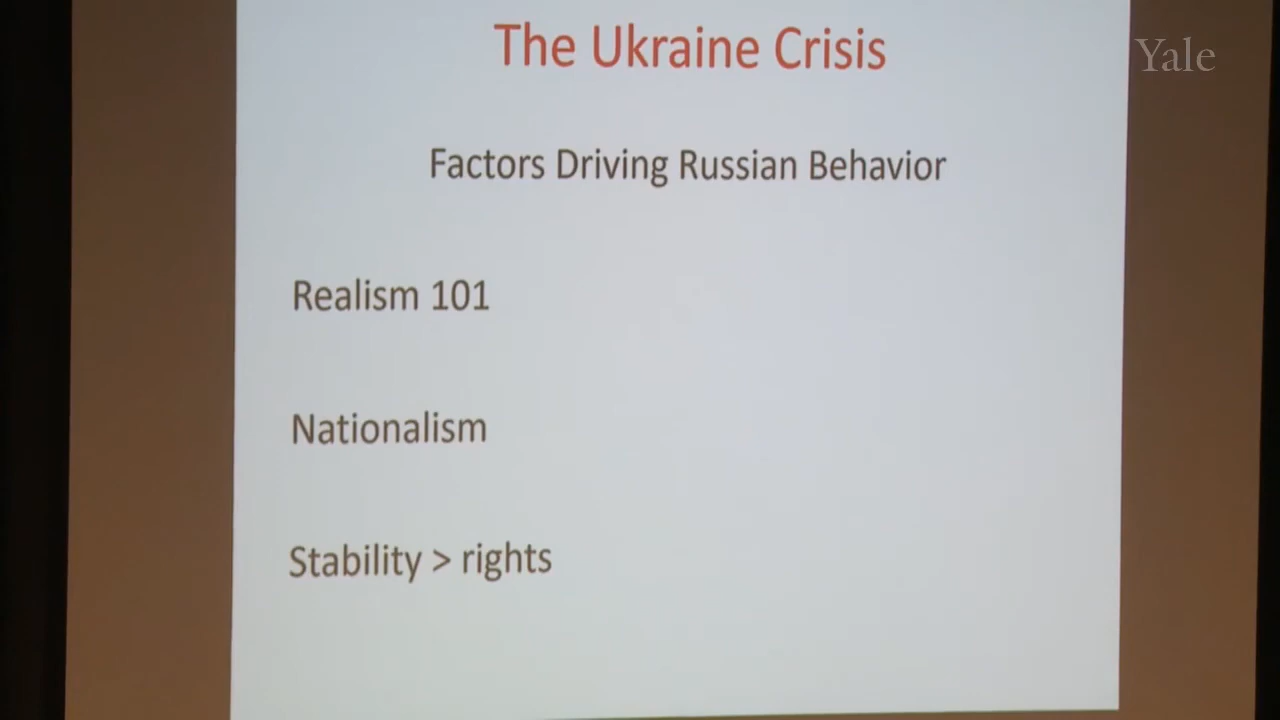 The Ukraine Crisis
Yale
Factors Driving Russian Behavior
Realism 101
Nationalism
Stability > rights